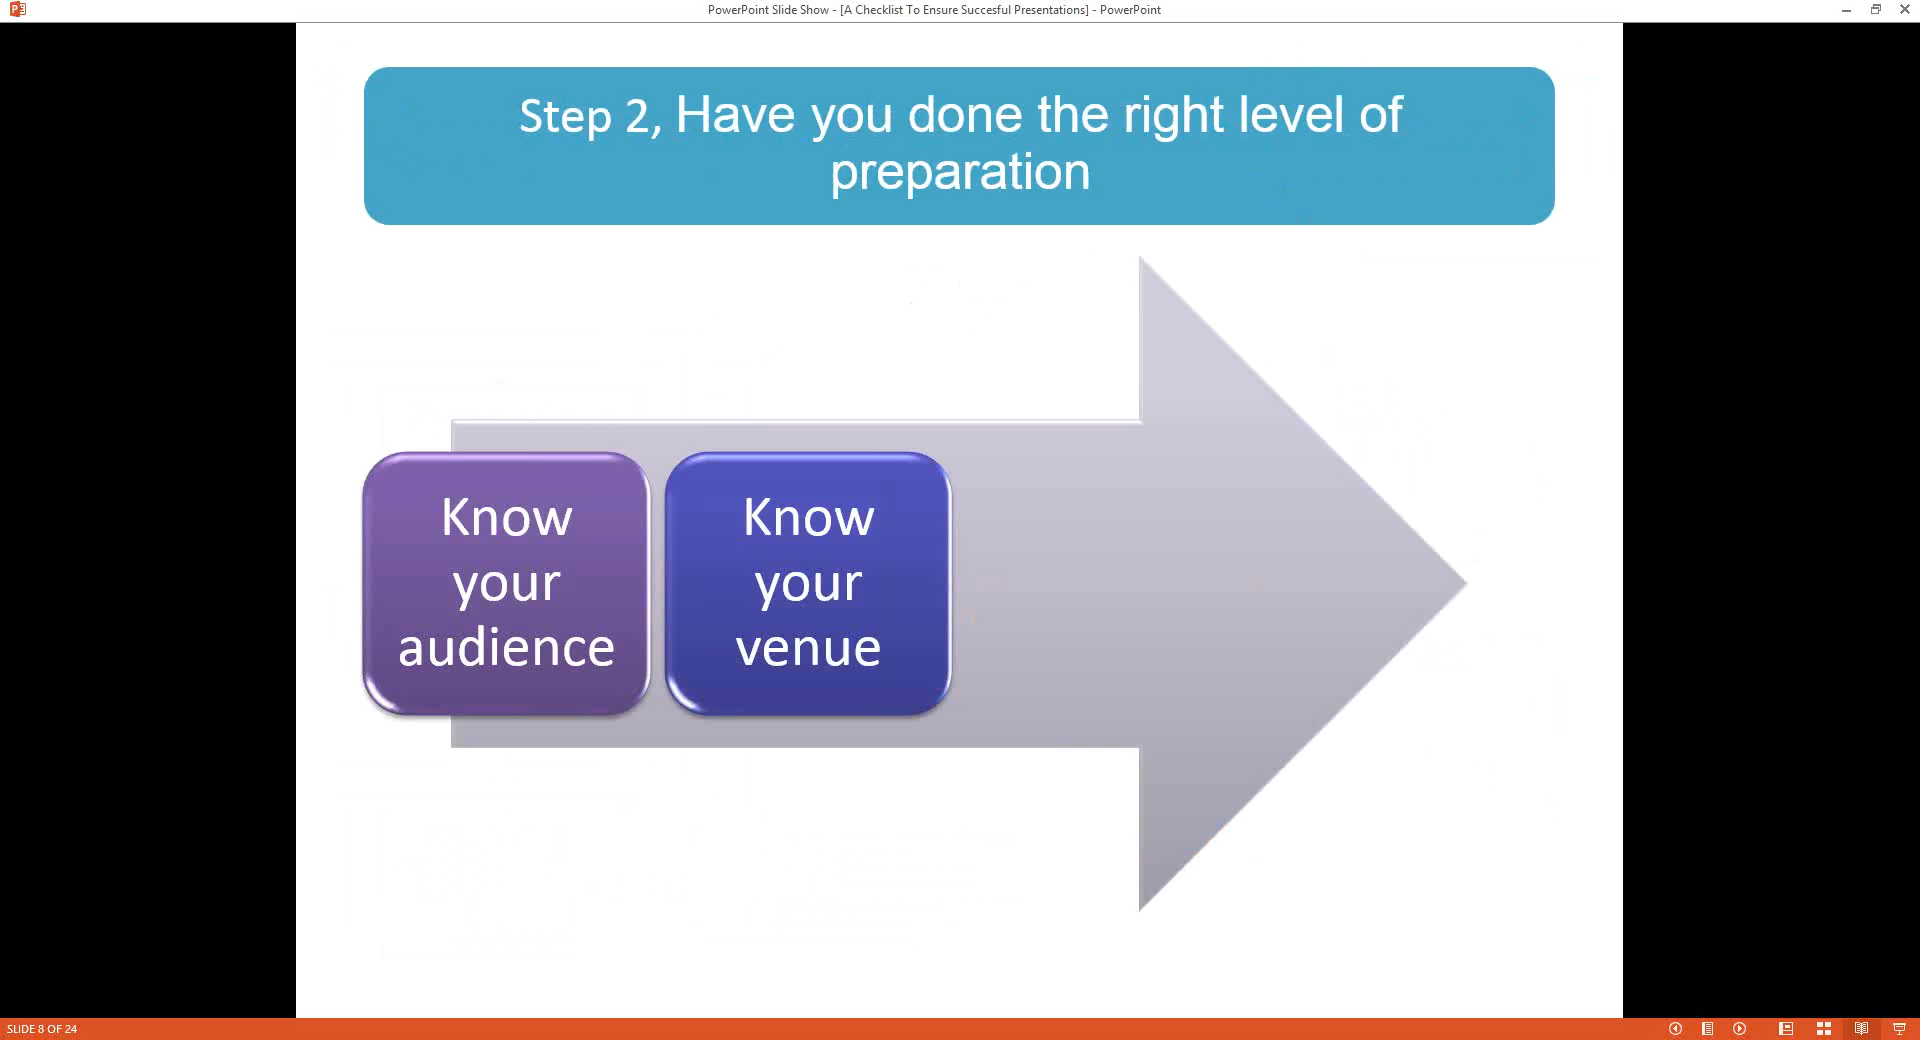 PowerPoint Slide Show - [A Checklist To Ensure Succesful Presentations] - PowerPoint
Step 2, Have you done the right level of
preparation
Know
your
audience
Know
your
venue
SLIDE 8 OF 24